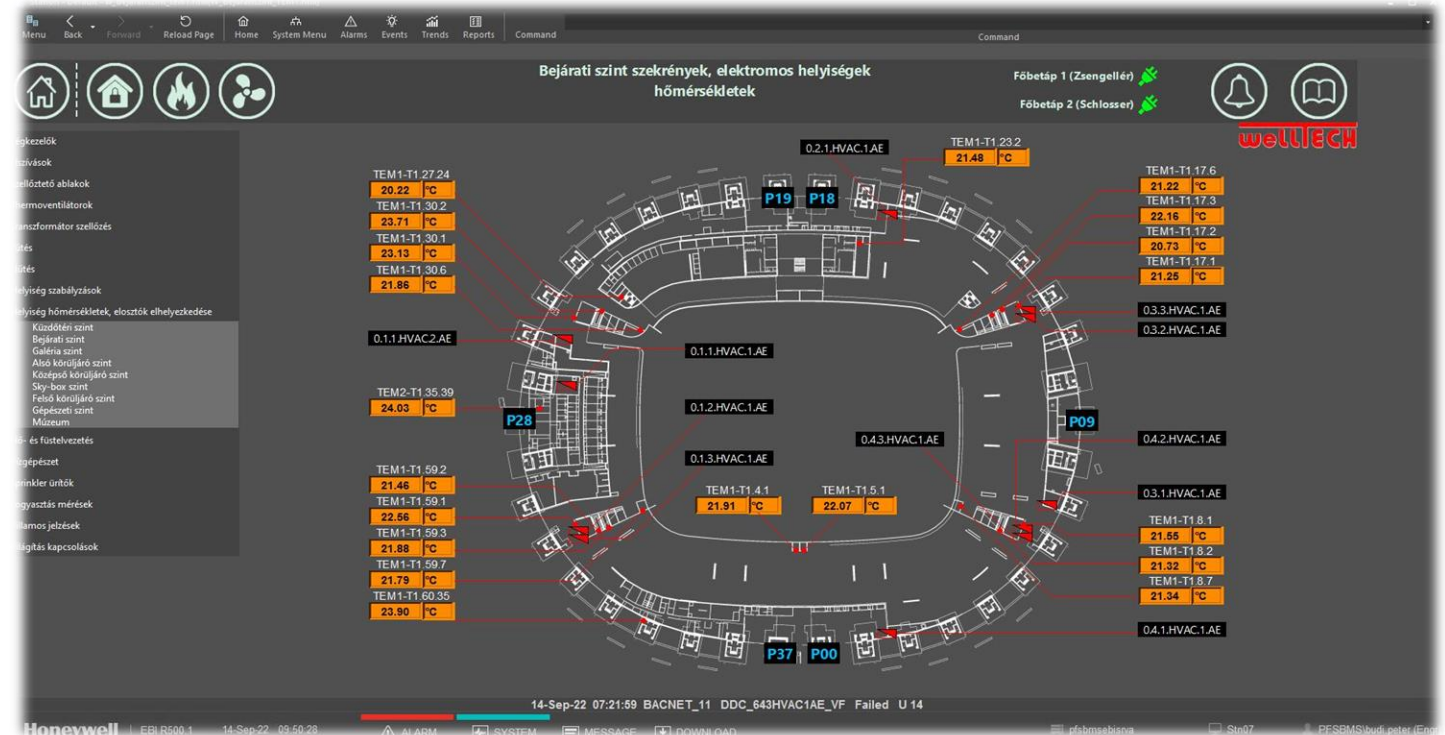 Menu
Back
Forward
Reload Page
Home
System Menu
Alarms
Events
Trends
Reports
Command
Command
Bejárati szint szekrények, elektromos helyiségek
hőmérsékletek
Főbetáp 1 (Zsengellér)
Főbetáp 2 (Schlosser)
wellTECH
Küzdőtéri szint
Bejárati szint
Galéria szint
Alsó körüljáró szint
Középső körüljáró szint
Sky-box szint
Felső körüljáró szint
Gépészeti szint
Múzeum
szabályzások
hőmérsékletek, elosztók elhelyezkedése
szellőzés
ablakok
és füstelvezetés
ürítők
mérések
jelzések
kapcsolások
TEM1-T1.27.24
20.22 °C
TEM1-T1.30.2
23.71 °C
TEM1-T1.30.1
23.13 °C
TEM1-T1.30.6
21.86 °C
0.1.1.HVAC.2.AE
TEM2-T1.35.39
24.03 °C
P28
TEM1-T1.59.2
21.46 °C
TEM1-T1.59.1
22.56 °C
TEM1-T1.59.3
21.88 °C
TEM1-T1.59.7
21.79 °C
TEM1-T1.60.35
23.90 °C
0.2.1.HVAC.1.AE
TEM1-T1.23.2
21.48 °C
P19
P18
0.1.1.HVAC.1.AE
0.1.2.HVAC.1.AE
0.1.3.HVAC.1.AE
0.4.3.HVAC.1.AE
TEM1-T1.4.1
21.91 °C
TEM1-T1.5.1
22.07 °C
P37
P00
TEM1-T1.17.6
21.22 °C
TEM1-T1.17.3
22.16 °C
TEM1-T1.17.2
20.73 °C
TEM1-T1.17.1
21.25 °C
0.3.3.HVAC.1.AE
0.3.2.HVAC.1.AE
P09
0.4.2.HVAC.1.AE
0.3.1.HVAC.1.AE
TEM1-T1.8.1
21.55 °C
TEM1-T1.8.2
21.32 °C
TEM1-T1.8.7
21.34 °C
0.4.1.HVAC.1.AE
14-Sep-22 07:21:59 BACNET_11 DDC_643HVAC1AE_VF Failed U 14
Honeywell
EBI R500.1
14-Sep-22 09:50:28
ALARM
SYSTEM
MESSAGE
DOWNLOAD
Stn07